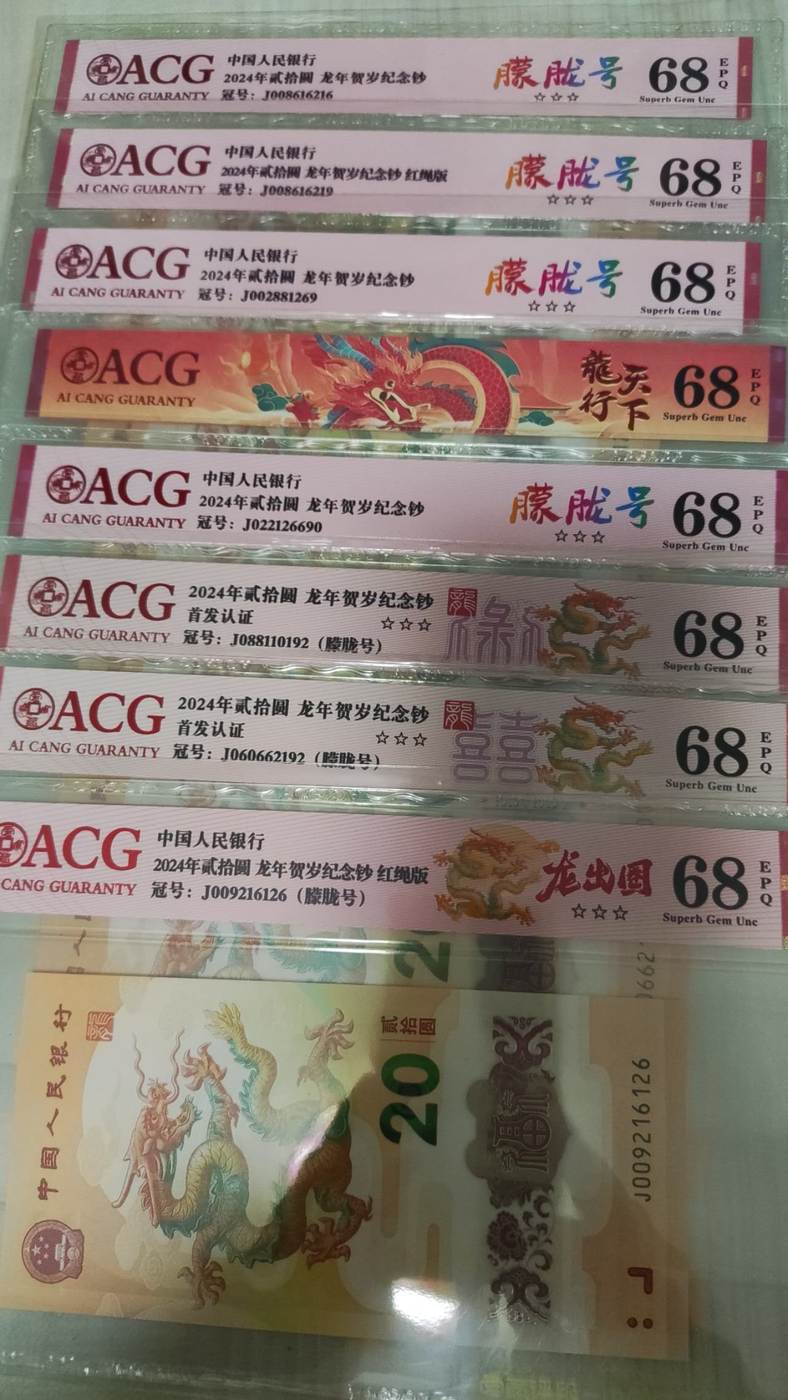 ACG
AI CANG GUARANTY
中国人民银行
2024年贰拾圆 龙年贺岁纪念钞
冠号：J008616216
朦胧号
☆☆☆
68
EPQ
Superb Gem Unc
ACG
AI CANG GUARANTY
中国人民银行
2024年贰拾圆 龙年贺岁纪念钞 红绳版
冠号：J008616219
朦胧号
☆☆☆
68
EPQ
Superb Gem Unc
ACG
AI CANG GUARANTY
中国人民银行
2024年贰拾圆 龙年贺岁纪念钞
冠号：J002881269
朦胧号
☆☆☆
68
EPQ
Superb Gem Unc
ACG
AI CANG GUARANTY
龍行
天下
68
EPQ
Superb Gem Unc
ACG
AI CANG GUARANTY
中国人民银行
2024年贰拾圆 龙年贺岁纪念钞
冠号：J022126690
朦胧号
☆☆☆
68
EPQ
Superb Gem Unc
ACG
AI CANG GUARANTY
2024年贰拾圆 龙年贺岁纪念钞
首发认证
☆☆☆
冠号：J088110192（朦胧号）
龍
68
EPQ
Superb Gem Unc
ACG
AI CANG GUARANTY
2024年贰拾圆 龙年贺岁纪念钞
首发认证
☆☆☆
冠号：J060662192（朦胧号）
龍
囍囍
68
EPQ
Superb Gem Unc
ACG
CANG GUARANTY
中国人民银行
2024年贰拾圆 龙年贺岁纪念钞 红绳版
冠号：J009216126（朦胧号）
龙出圆
☆☆☆
68
EPQ
Superb Gem Unc
中国人民银行
贰拾圆
20
福
J009216126